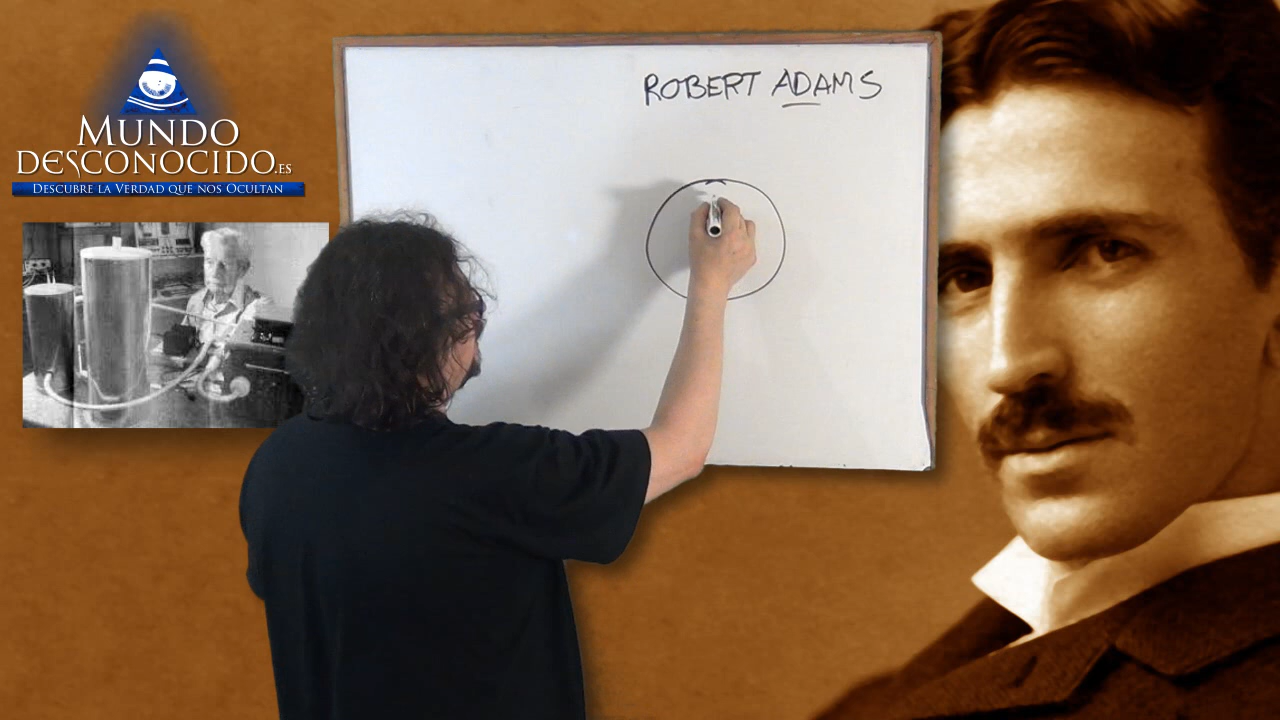 MUNDO
DESCONOCIDO.ES
DESCUBRE LA VERDAD QUE NOS OCULTAN
ROBERT ADAMS